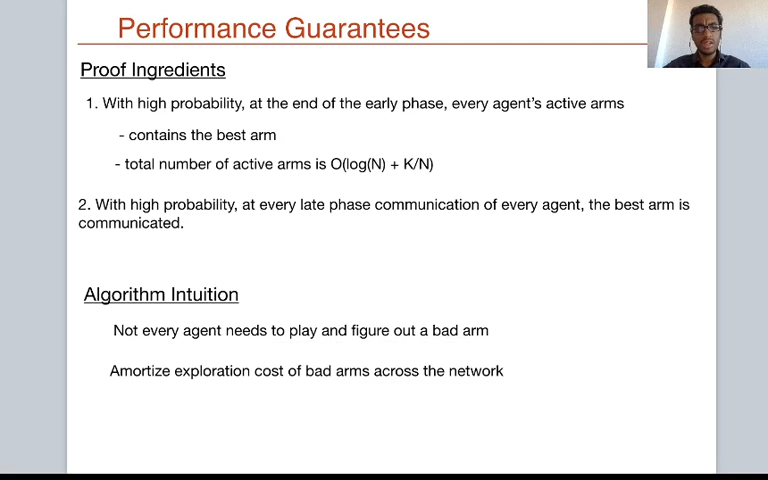 Performance Guarantees
Proof Ingredients
1. With high probability, at the end of the early phase, every agent's active arms
- contains the best arm
- total number of active arms is O(log(N) + K/N)
2. With high probability, at every late phase communication of every agent, the best arm is
communicated.
Algorithm Intuition
Not every agent needs to play and figure out a bad arm
Amortize exploration cost of bad arms across the network